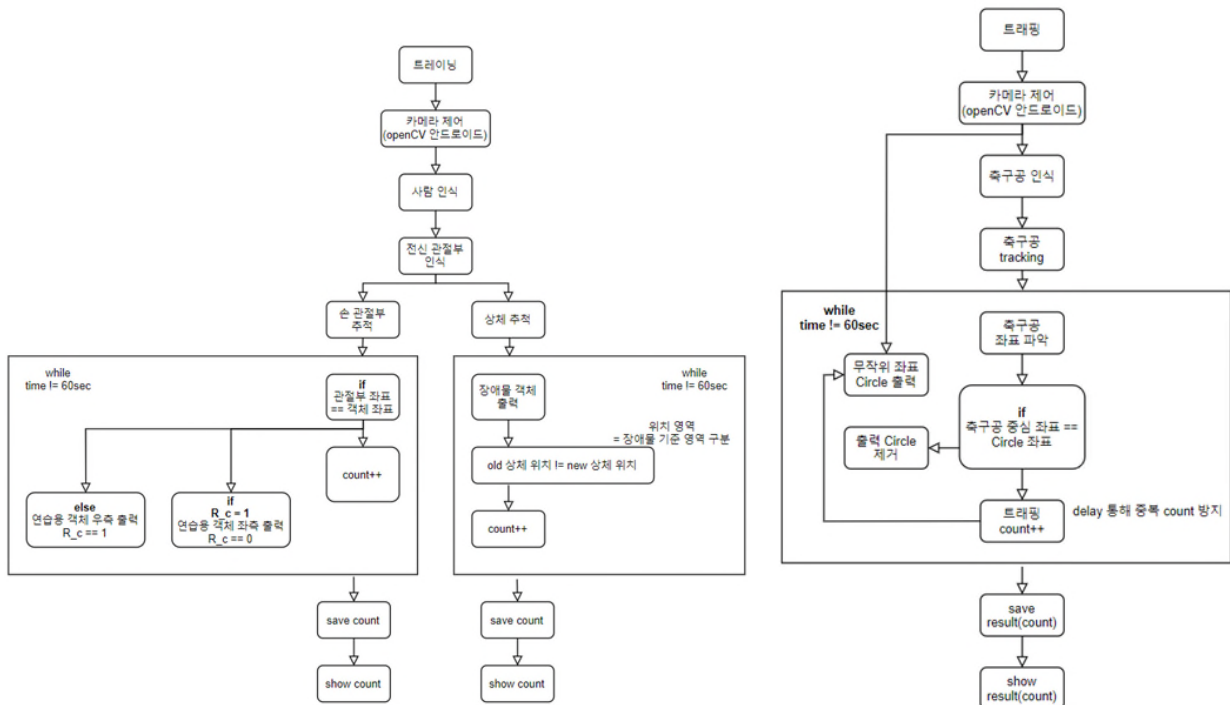 트레이닝
카메라 제어
(openCV 안드로이드)
사람 인식
전신 관절부
인식
손 관절부
추적
상체 추적
while
time != 60sec
if
관절부 좌표
== 객체 좌표
count++
else
연습용 객체 우측 출력
R_c == 1
if
R_c = 1
연습용 객체 좌측 출력
R_c == 0
save count
show count
while
time != 60sec
장애물 객체
출력
위치 영역
= 장애물 기준 영역 구분
old 상체 위치 != new 상체 위치
count++
save count
show count
트래핑
카메라 제어
(openCV 안드로이드)
축구공 인식
축구공
tracking
while
time != 60sec
축구공
좌표 파악
무작위 좌표
Circle 출력
if
축구공 중심 좌표 ==
Circle 좌표
출력 Circle
제거
트래핑
count++
delay 통해 중복 count 방지
save
result(count)
show
result(count)